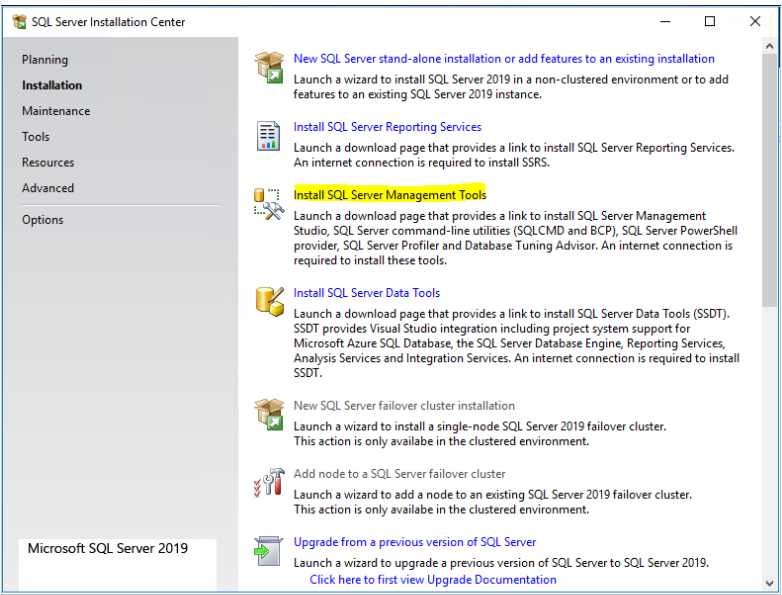 SQL Server Installation Center
Planning
Installation
Maintenance
Tools
Resources
Advanced
Options
Microsoft SQL Server 2019
New SQL Server stand-alone installation or add features to an existing installation
Launch a wizard to install SQL Server 2019 in a non-clustered environment or to add
features to an existing SQL Server 2019 instance.
Install SQL Server Reporting Services
Launch a download page that provides a link to install SQL Server Reporting Services.
An internet connection is required to install SSRS.
Install SQL Server Management Tools
Launch a download page that provides a link to install SQL Server Management
Studio, SQL Server command-line utilities (SQLCMD and BCP), SQL Server PowerShell
provider, SQL Server Profiler and Database Tuning Advisor. An internet connection is
required to install these tools.
Install SQL Server Data Tools
Launch a download page that provides a link to install SQL Server Data Tools (SSDT).
SSDT provides Visual Studio integration including project system support for
Microsoft Azure SQL Database, the SQL Server Database Engine, Reporting Services,
Analysis Services and Integration Services. An internet connection is required to install
SSDT.
New SQL Server failover cluster installation
Launch a wizard to install a single-node SQL Server 2019 failover cluster.
This action is only availabe in the clustered environment.
Add node to a SQL Server failover cluster
Launch a wizard to add a node to an existing SQL Server 2019 failover cluster.
This action is only availabe in the clustered environment.
Upgrade from a previous version of SQL Server
Launch a wizard to upgrade a previous version of SQL Server to SQL Server 2019.
Click here to first view Upgrade Documentation